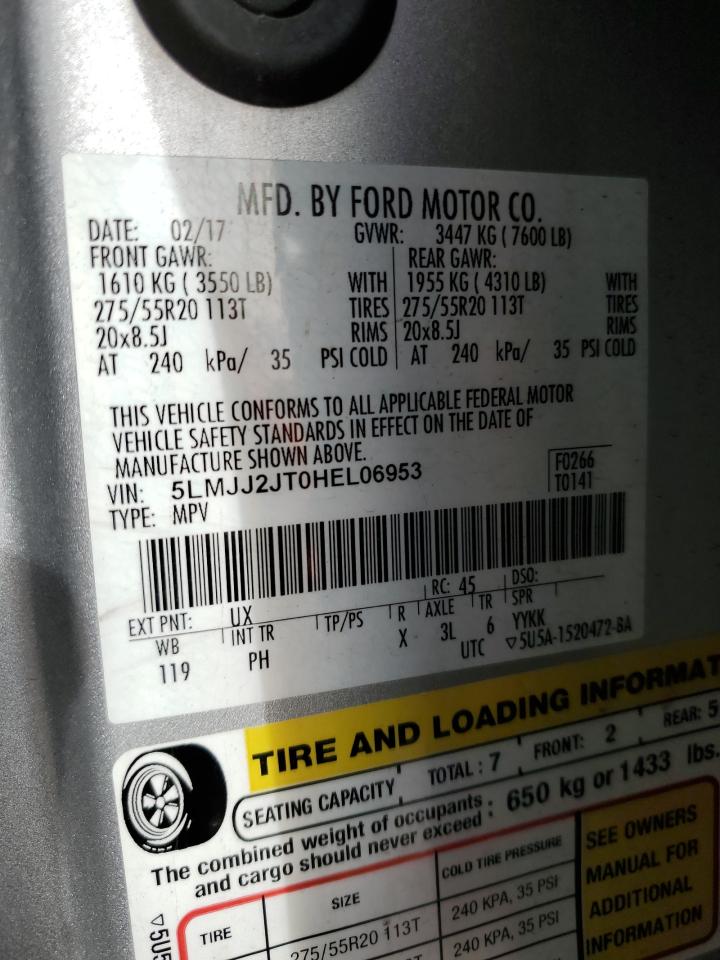 MFD. BY FORD MOTOR CO.
DATE: 02/17 GVWR: 3447 KG ( 7600 LB)
FRONT GAWR: REAR GAWR:
1610 KG ( 3550 LB) WITH 1955 KG ( 4310 LB) WITH
275/55R20 113T TIRES 275/55R20 113T TIRES
20x8.5J RIMS 20x8.5J RIMS
AT 240 kPa/ 35 PSI COLD AT 240 kPa/ 35 PSI COLD
THIS VEHICLE CONFORMS TO ALL APPLICABLE FEDERAL MOTOR
VEHICLE SAFETY STANDARDS IN EFFECT ON THE DATE OF
MANUFACTURE SHOWN ABOVE.
VIN: 5LMJJ2JT0HEL06953 F0266
TYPE: MPV T0141
EXT PNT: UX RC: 45 DSO:
WB INT TR TP/PS R AXLE TR SPR
119 PH X 3L 6 YYKK
UTC ▽5U5A-1520472-BA
TIRE AND LOADING INFORMAT
SEATING CAPACITY TOTAL : 7 FRONT: 2 REAR: 5
The combined weight of occupants
and cargo should never exceed : 650 kg or 1433 lbs.
TIRE SIZE COLD TIRE PRESSURE
275/55R20 113T 240 KPA, 35 PSI
240 KPA, 35 PSI
SEE OWNERS
MANUAL FOR
ADDITIONAL
INFORMATION
▽5U5